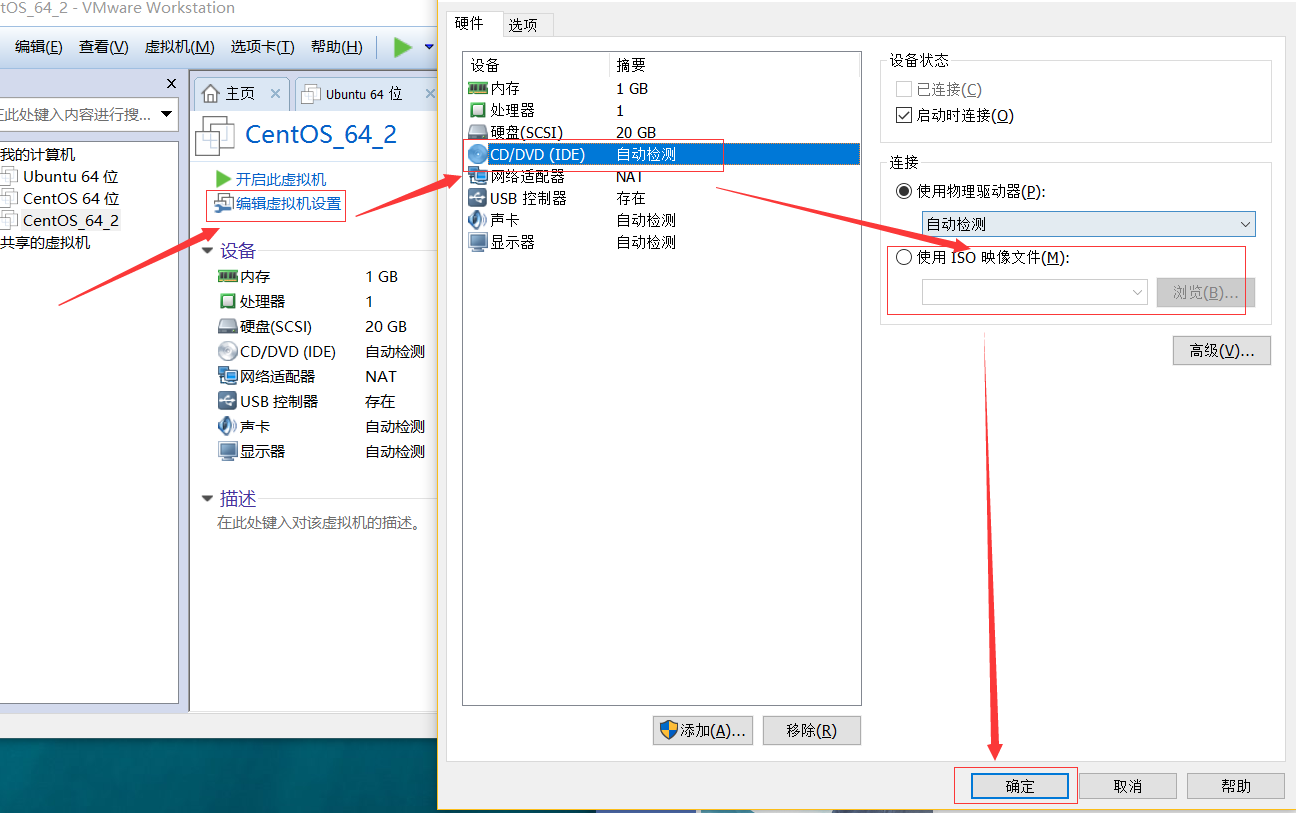 tOS_64_2 - VMware Workstation
编辑(E) 查看(V) 虚拟机(M) 选项卡(T) 帮助(H)
x
在此处键入内容进行搜...
我的计算机
Ubuntu 64 位
CentOS 64 位
CentOS_64_2
共享的虚拟机
主页 × Ubuntu 64 位 ×
CentOS_64_2
开启此虚拟机
编辑虚拟机设置
设备
内存 1 GB
处理器 1
硬盘(SCSI) 20 GB
CD/DVD (IDE) 自动检测
网络适配器 NAT
USB 控制器 存在
声卡 自动检测
显示器 自动检测
描述
在此处键入对该虚拟机的描述。
硬件 选项
设备 摘要
内存 1 GB
处理器 1
硬盘(SCSI) 20 GB
CD/DVD (IDE) 自动检测
网络适配器 NAT
USB 控制器 存在
声卡 自动检测
显示器 自动检测
添加(A)... 移除(R)
设备状态
已连接(C)
启动时连接(O)
连接
使用物理驱动器(P):
自动检测
使用 ISO 映像文件(M):
浏览(B)...
高级(V)...
确定 取消 帮助